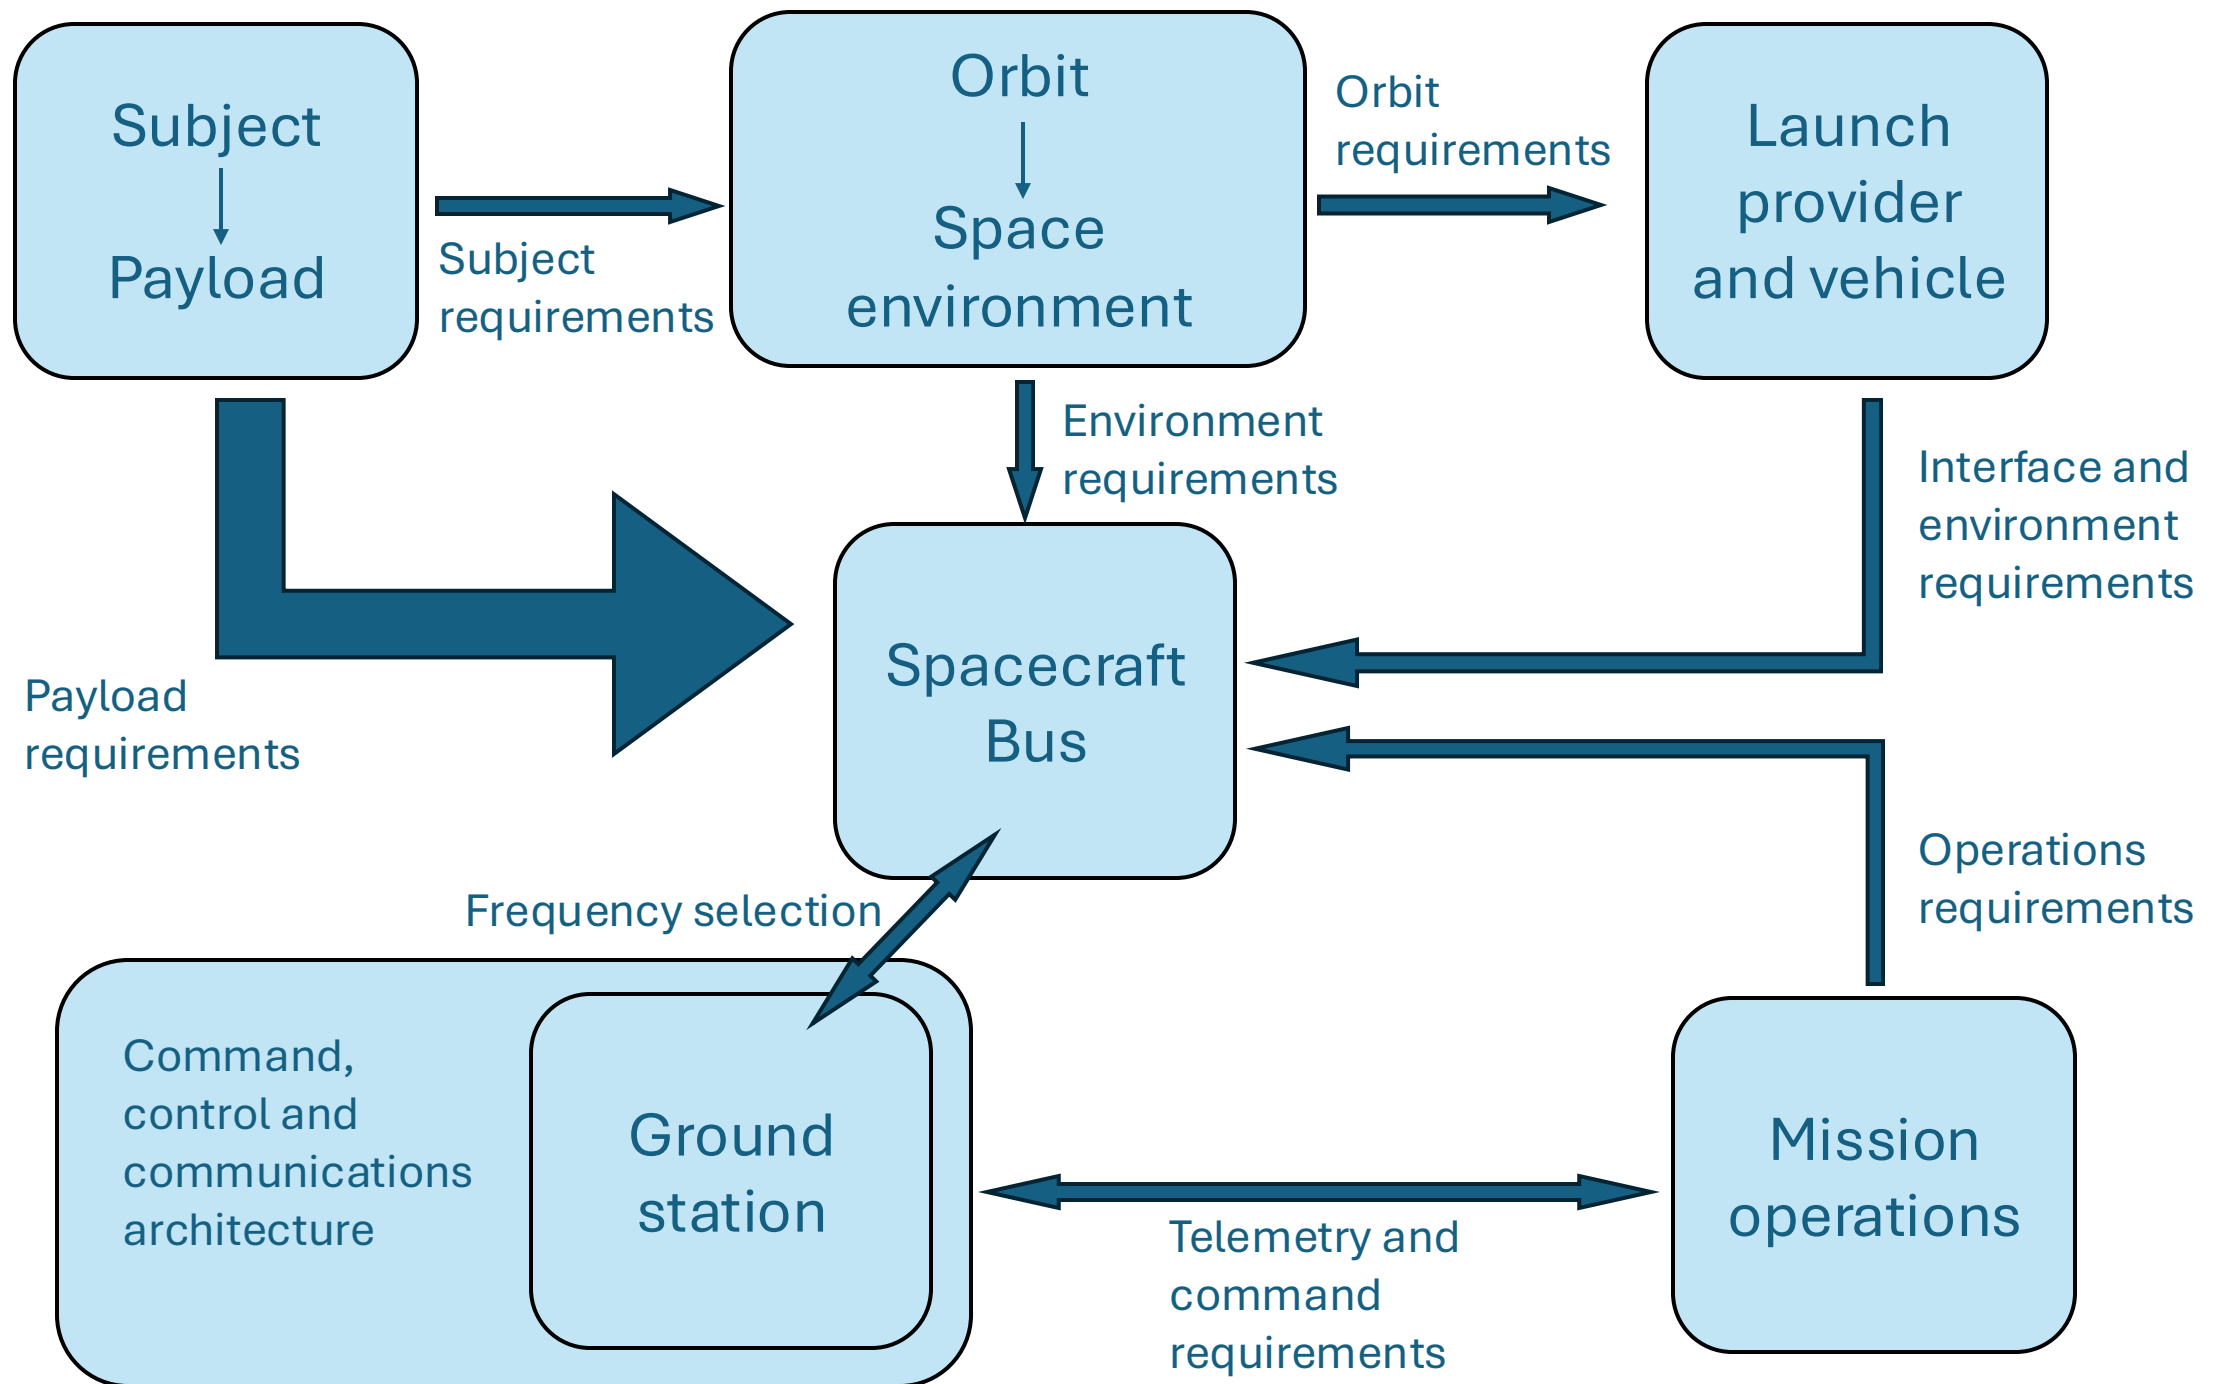 Subject
Payload
Subject
requirements
Orbit
Space
environment
Orbit
requirements
Launch
provider
and vehicle
Environment
requirements
Interface and
environment
requirements
Payload
requirements
Spacecraft
Bus
Operations
requirements
Frequency selection
Command,
control and
communications
architecture
Ground
station
Telemetry and
command
requirements
Mission
operations